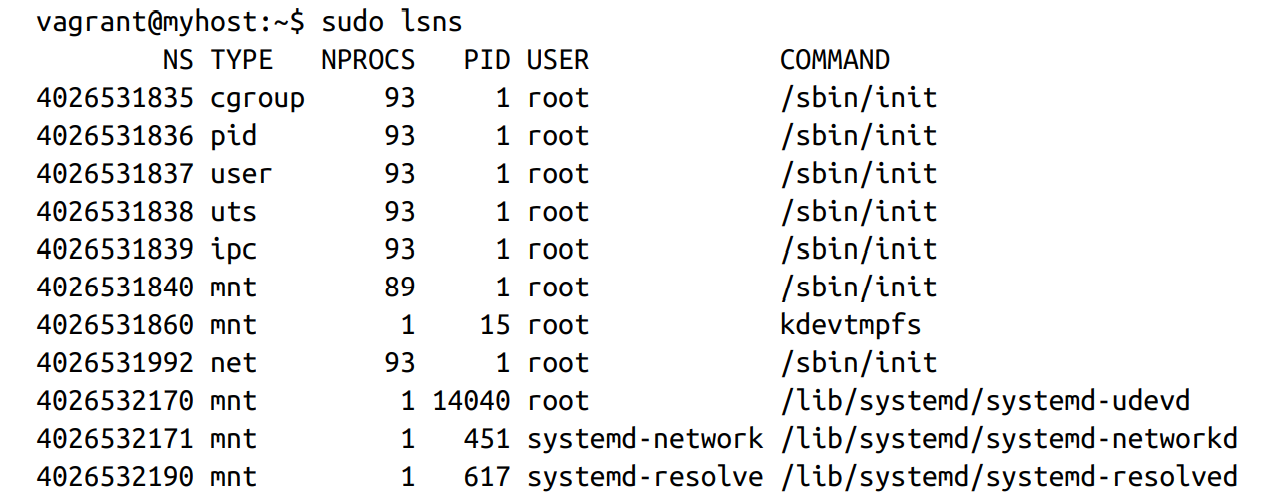 vagrant@myhost:~$ sudo lsns
        NS TYPE   NPROCS   PID USER            COMMAND
4026531835 cgroup     93     1 root            /sbin/init
4026531836 pid        93     1 root            /sbin/init
4026531837 user       93     1 root            /sbin/init
4026531838 uts        93     1 root            /sbin/init
4026531839 ipc        93     1 root            /sbin/init
4026531840 mnt        89     1 root            /sbin/init
4026531860 mnt         1    15 root            kdevtmpfs
4026531992 net        93     1 root            /sbin/init
4026532170 mnt         1 14040 root            /lib/systemd/systemd-udevd
4026532171 mnt         1   451 systemd-network /lib/systemd/systemd-networkd
4026532190 mnt         1   617 systemd-resolve /lib/systemd/systemd-resolved